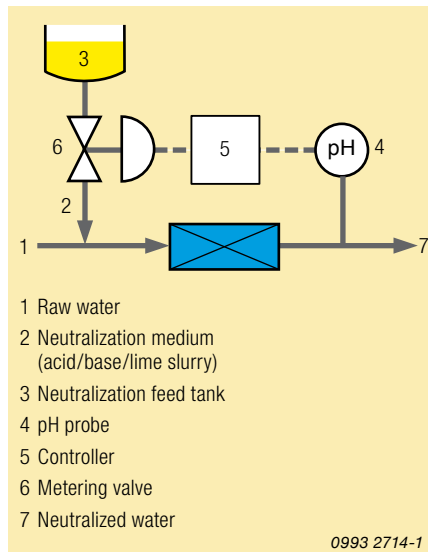 3
6
5
pH
4
2
1
7
1 Raw water
2 Neutralization medium
(acid/base/lime slurry)
3 Neutralization feed tank
4 pH probe
5 Controller
6 Metering valve
7 Neutralized water
0993 2714-1